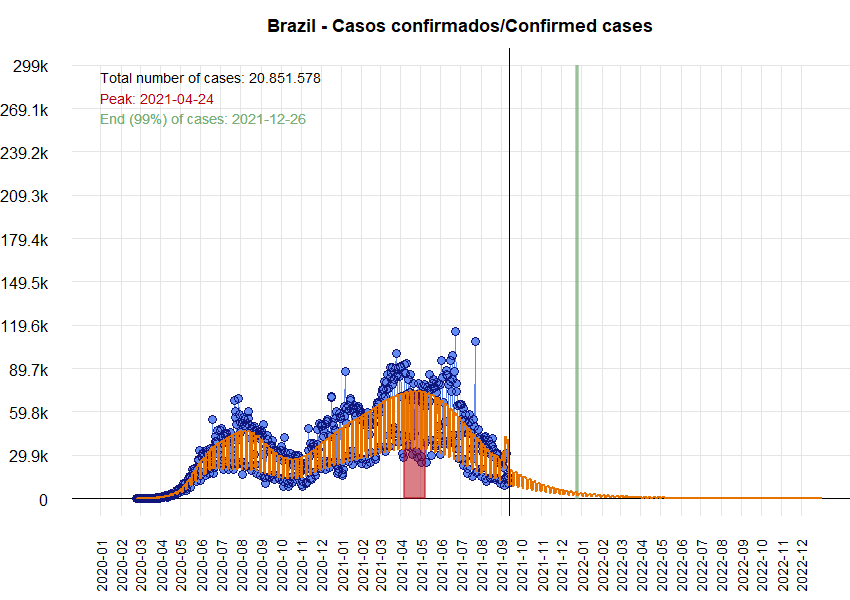 Brazil - Casos confirmados/Confirmed cases
299k
Total number of cases: 20.851.578
Peak: 2021-04-24
269.1k
End (99%) of cases: 2021-12-26
239.2k
209.3k
179.4k
149.5k
119.6k
89.7k
59.8k
29.9k
0
2020-01
2020-02
2020-03
2020-04
2020-05
2020-06
2020-07
2020-08
2020-09
2020-10
2020-11
2020-12
2021-01
2021-02
2021-03
2021-04
2021-05
2021-06
2021-07
2021-08
2021-09
2021-10
2021-11
2021-12
2022-01
2022-02
2022-03
2022-04
2022-05
2022-06
2022-07
2022-08
2022-09
2022-10
2022-11
2022-12